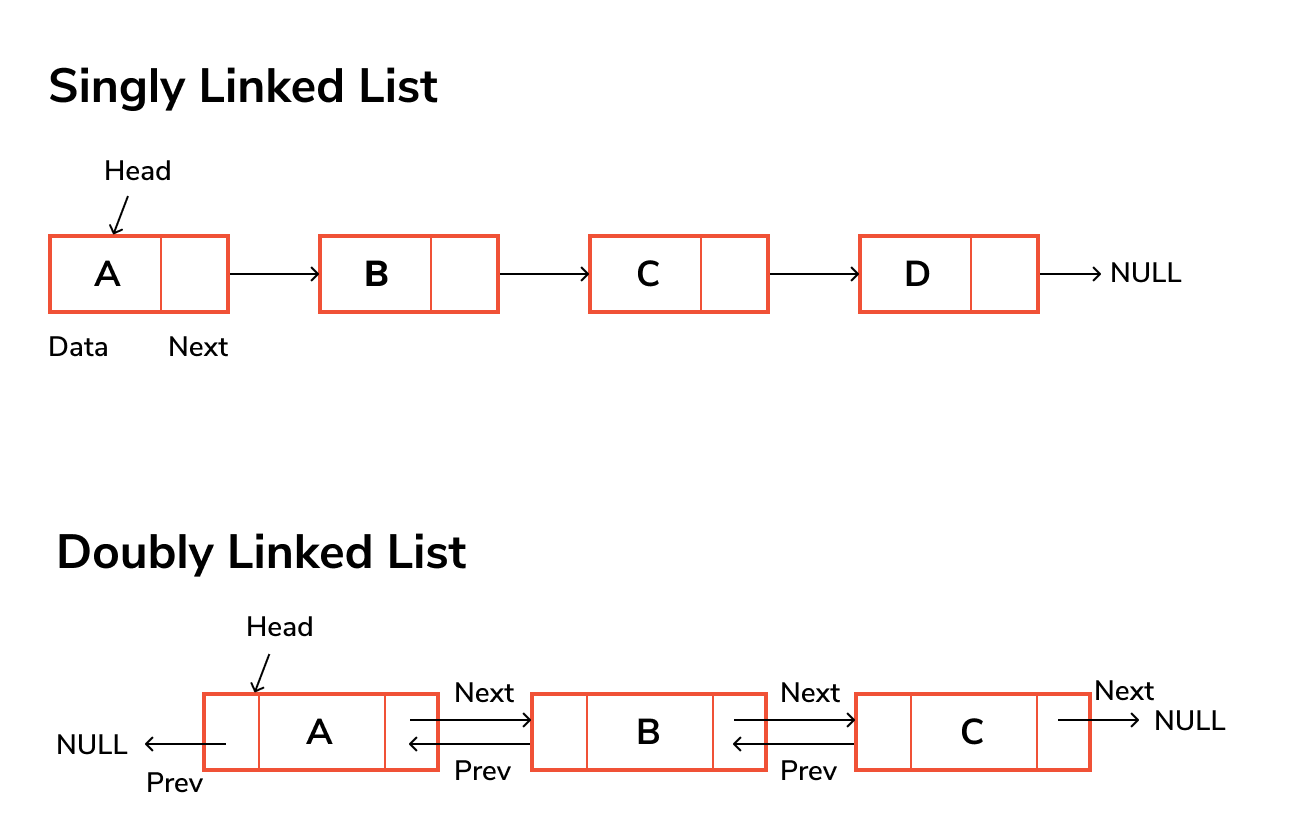 Singly Linked List
Head
A B C D NULL
Data Next
Doubly Linked List
Head
Next Next Next
NULL A B C NULL
Prev Prev Prev